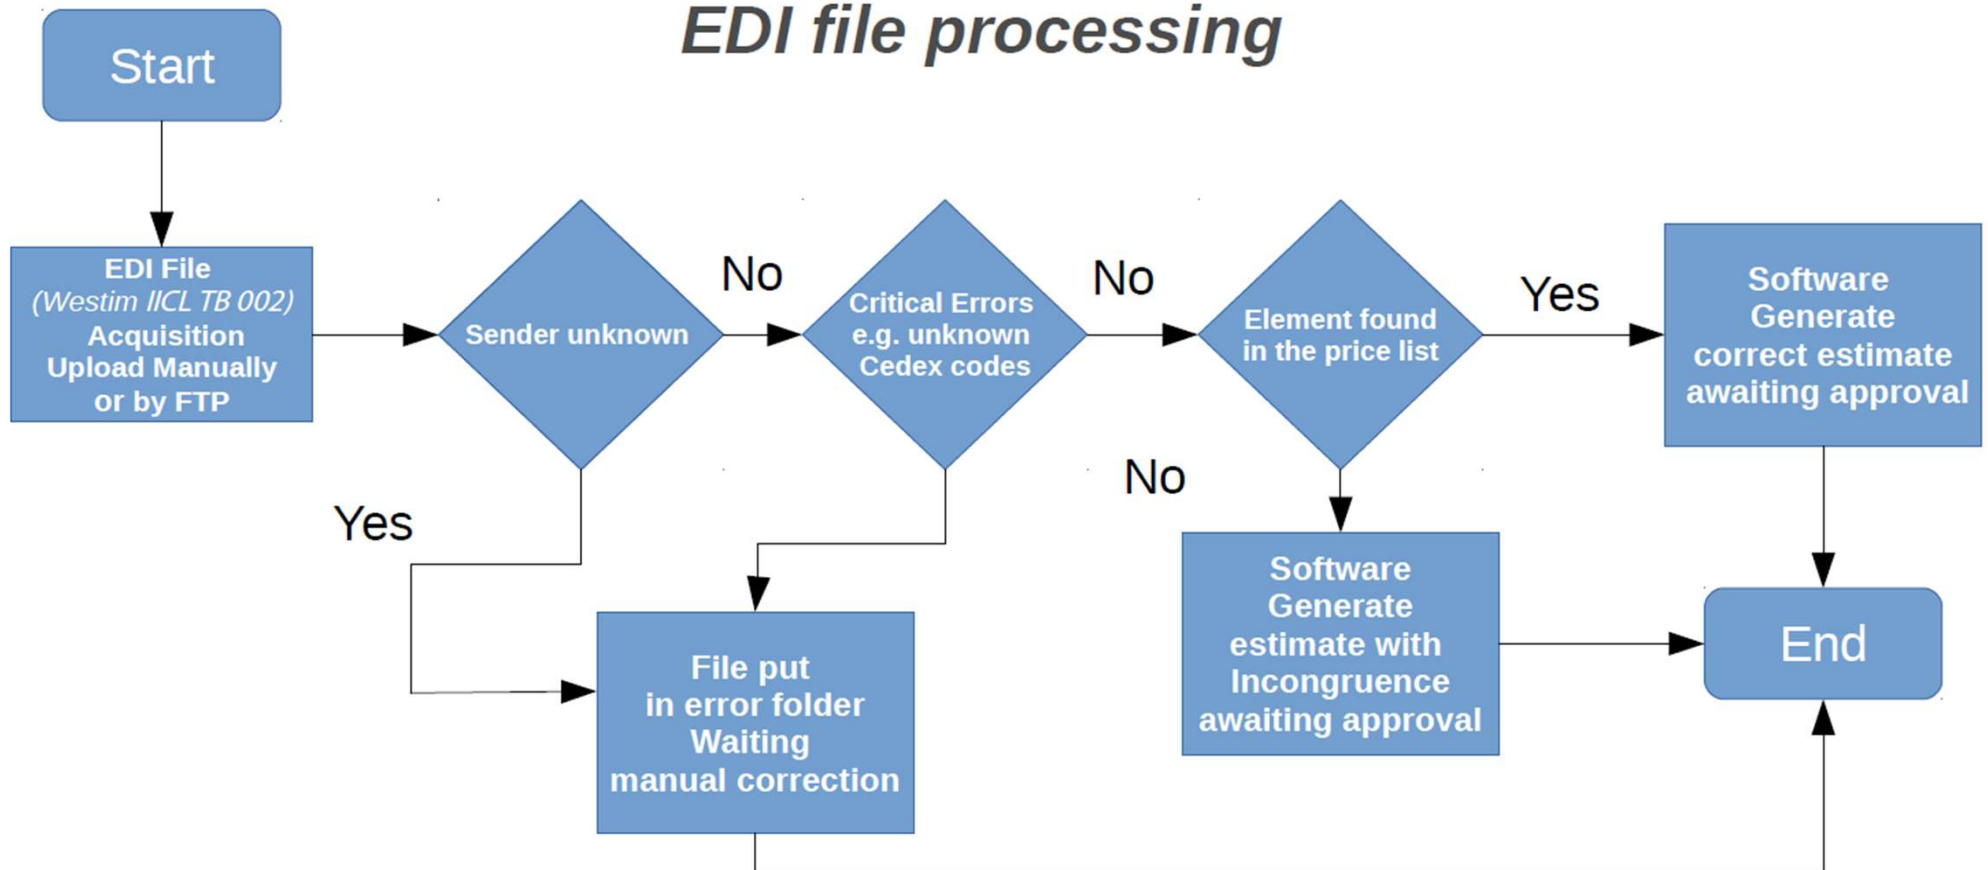 EDI file processing
Start
EDI File
(Westim IICL TB 002)
Acquisition
Upload Manually
or by FTP
Sender unknown
No
Critical Errors
e.g. unknown
Cedex codes
No
Element found
in the price list
Yes
Software
Generate
correct estimate
awaiting approval
Yes
No
File put
in error folder
Waiting
manual correction
Software
Generate
estimate with
Incongruence
awaiting approval
End